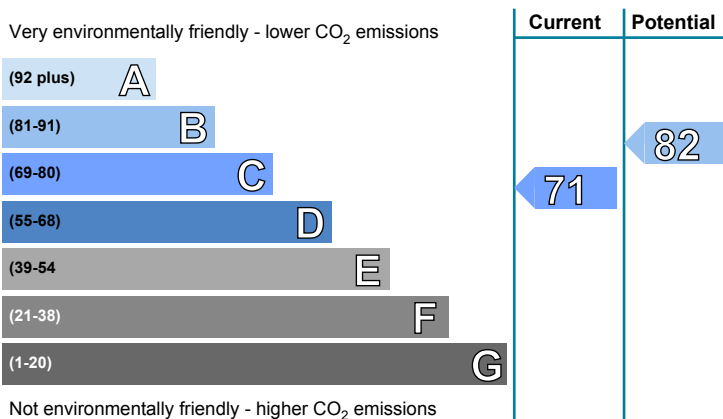 Current Potential
Very environmentally friendly - lower CO2 emissions
(92 plus) A
(81-91) B
82
(69-80) C
71
(55-68) D
(39-54 E
(21-38) F
(1-20) G
Not environmentally friendly - higher CO2 emissions